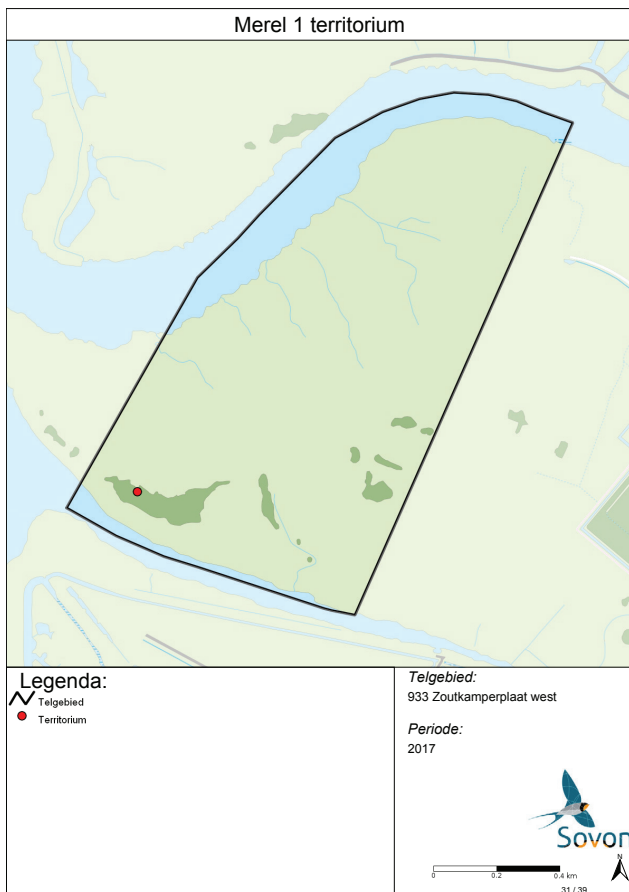 Merel 1 territorium
Legenda:
Telgebied
Territorium
Telgebied:
933 Zoutkamperplaat west
Periode:
2017
Sovon
N
0 0.2 0.4 km
31 / 39